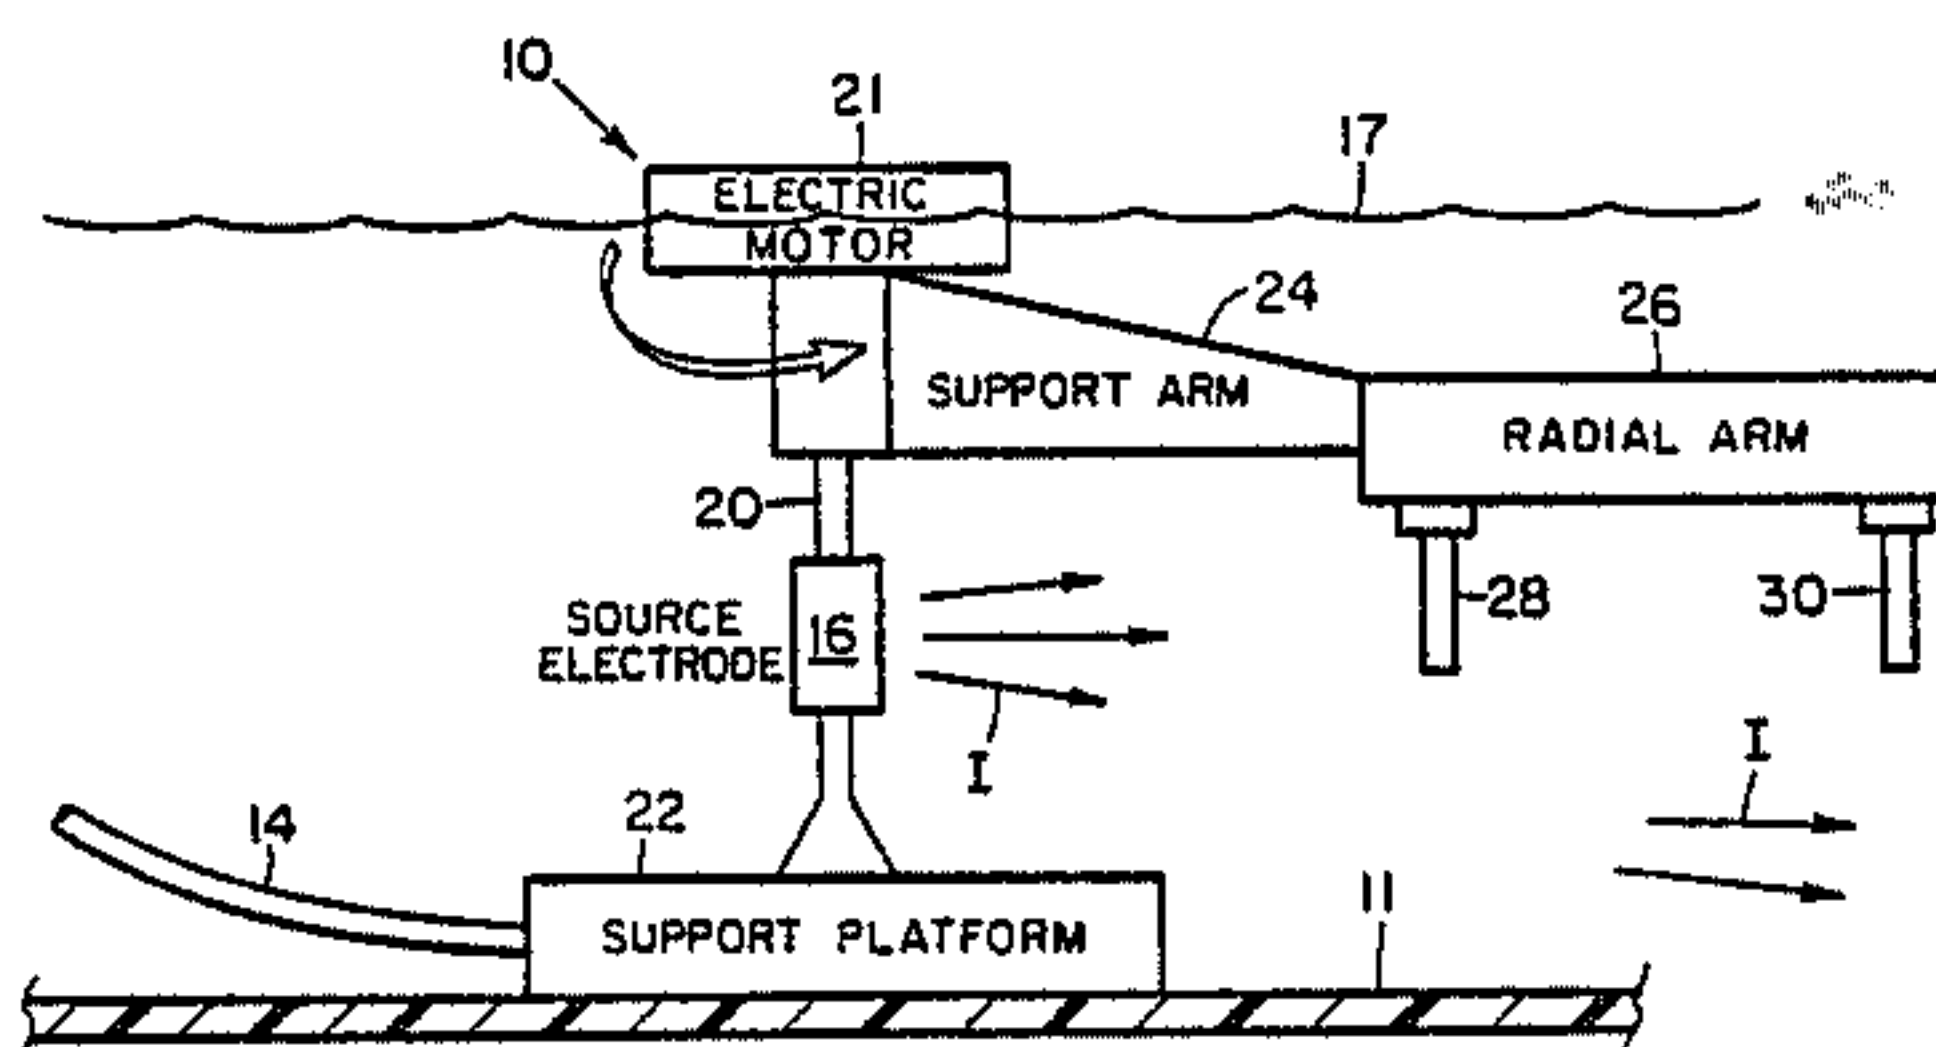 10
21
17
ELECTRIC
MOTOR
24
26
SUPPORT ARM
RADIAL ARM
20
28
30
SOURCE
ELECTRODE
16
I
I
14
22
11
SUPPORT PLATFORM